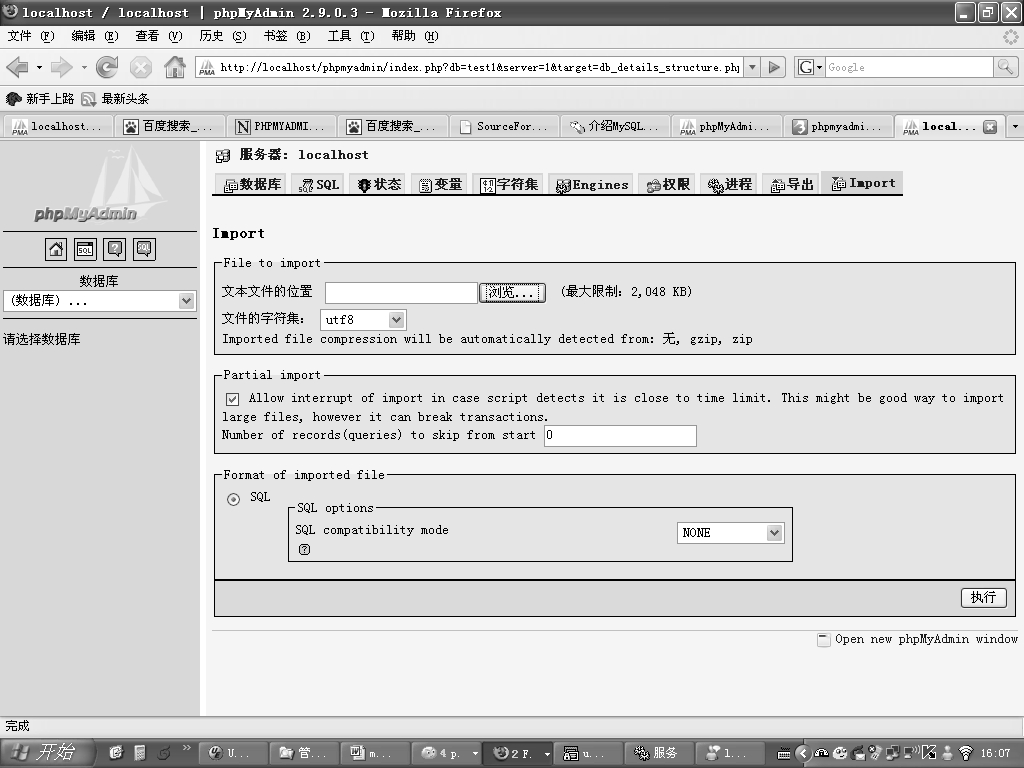 localhost / localhost | phpMyAdmin 2.9.0.3 - Mozilla Firefox
文件 (F) 编辑 (E) 查看 (V) 历史 (S) 书签 (B) 工具 (T) 帮助 (H)
PMA http://localhost/phpmyadmin/index.php?db=test1&server=1&target=db_details_structure.php G Google
新手上路 最新头条
PMA localhost... 百度搜索_... N PHPMYADMI... 百度搜索_... SourceFor... 介绍MySQL... PMA phpMyAdmi... phpmyadmi... PMA local...
phpMyAdmin
SQL ? SQL
数据库
(数据库) ...
请选择数据库
服务器: localhost
数据库 SQL 状态 变量 字符集 Engines 权限 进程 导出 Import
Import
File to import
文本文件的位置 浏览... (最大限制: 2,048 KB)
文件的字符集: utf8
Imported file compression will be automatically detected from: 无, gzip, zip
Partial import
Allow interrupt of import in case script detects it is close to time limit. This might be good way to import
large files, however it can break transactions.
Number of records(queries) to skip from start 0
Format of imported file
SQL
SQL options
SQL compatibility mode NONE
?
执行
Open new phpMyAdmin window
完成
开始 » U... 管... m... 4 p. 2 F. u... 服务 l... 16:07